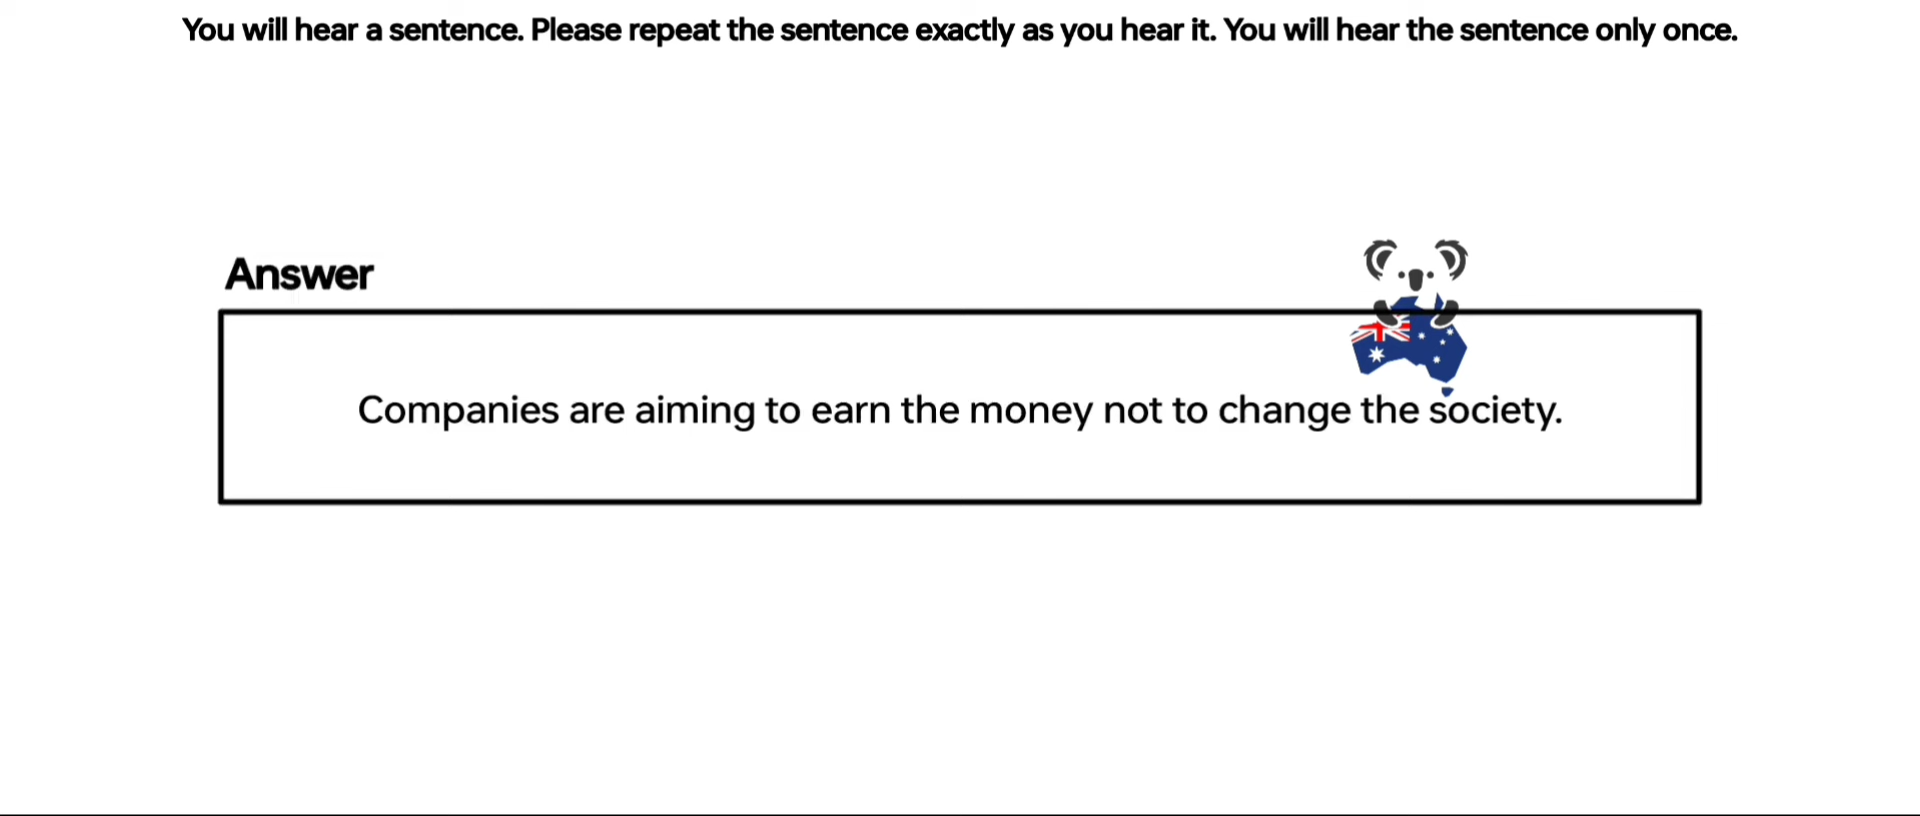 You will hear a sentence. Please repeat the sentence exactly as you hear it. You will hear the sentence only once.
Answer
Companies are aiming to earn the money not to change the society.